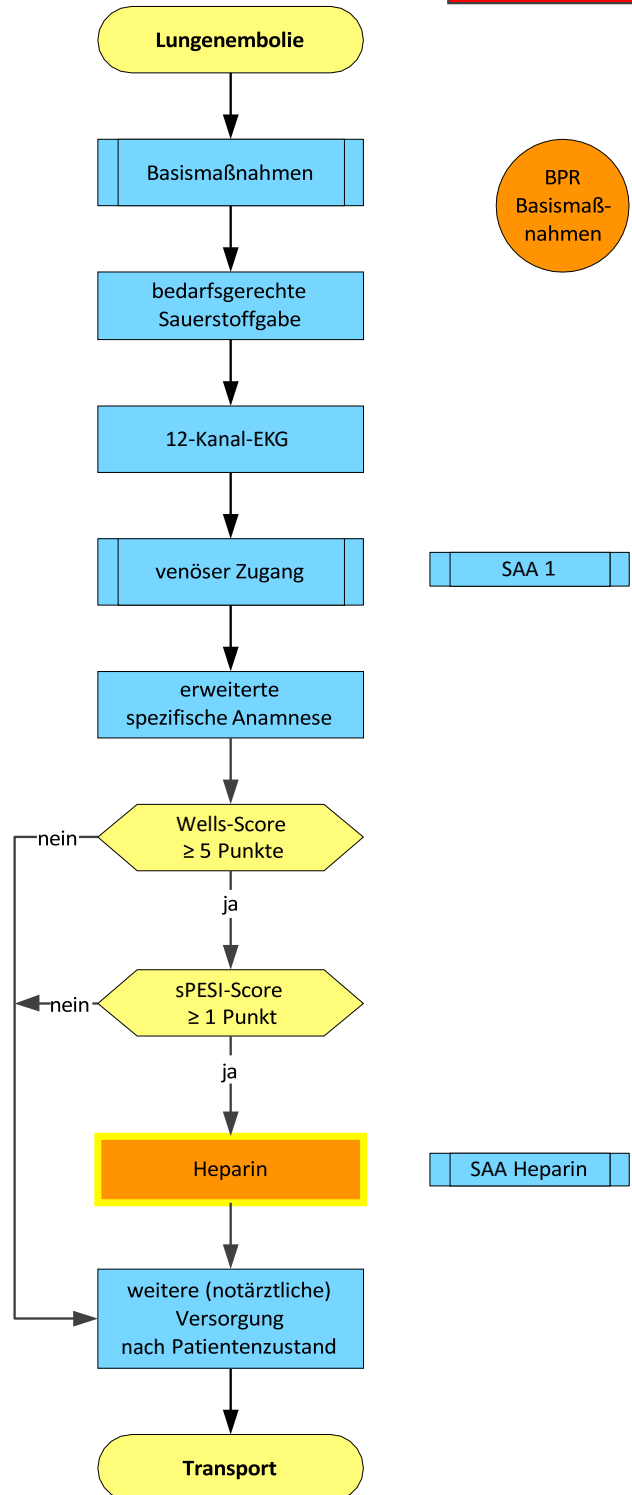 Lungenembolie
Basismaßnahmen
BPR
Basismaß-
nahmen
bedarfsgerechte
Sauerstoffgabe
12-Kanal-EKG
venöser Zugang
SAA 1
erweiterte
spezifische Anamnese
Wells-Score
≥ 5 Punkte
nein
ja
sPESI-Score
≥ 1 Punkt
nein
ja
Heparin
SAA Heparin
weitere (notärztliche)
Versorgung
nach Patientenzustand
Transport